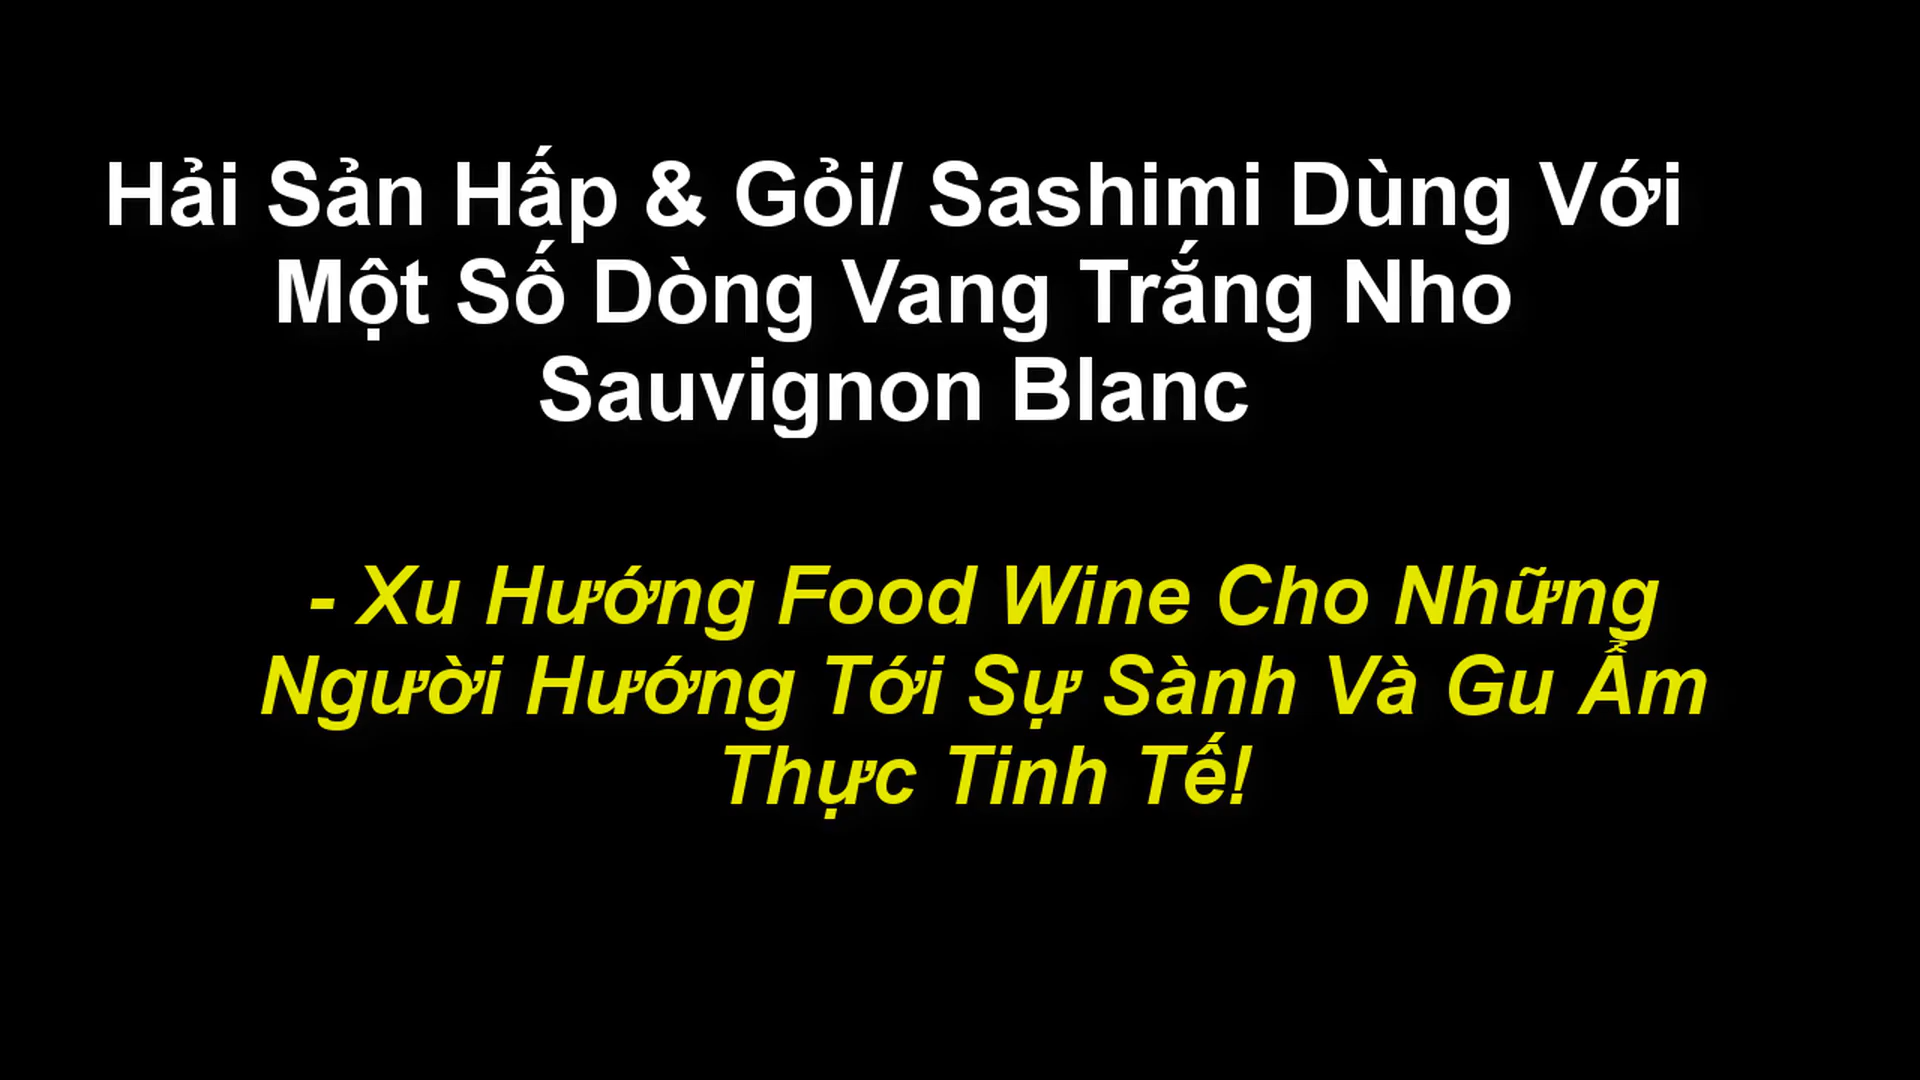 Hải Sản Hấp & Gỏi/ Sashimi Dùng Với
Một Số Dòng Vang Trắng Nho
Sauvignon Blanc
- Xu Hướng Food Wine Cho Những
Người Hướng Tới Sự Sành Và Gu Ẩm
Thực Tinh Tế!